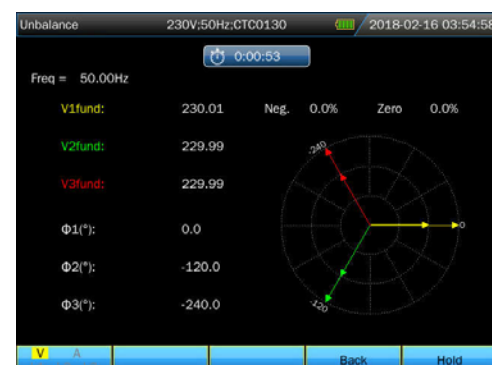 Unbalance 230V;50Hz;CTC0130 2018-02-16 03:54:58
0:00:53
Freq = 50.00Hz
V1fund: 230.01 Neg. 0.0% Zero 0.0%
V2fund: 229.99
-240
V3fund: 229.99
Φ1(°): 0.0
0
Φ2(°): -120.0
Φ3(°): -240.0
-120
V A Back Hold